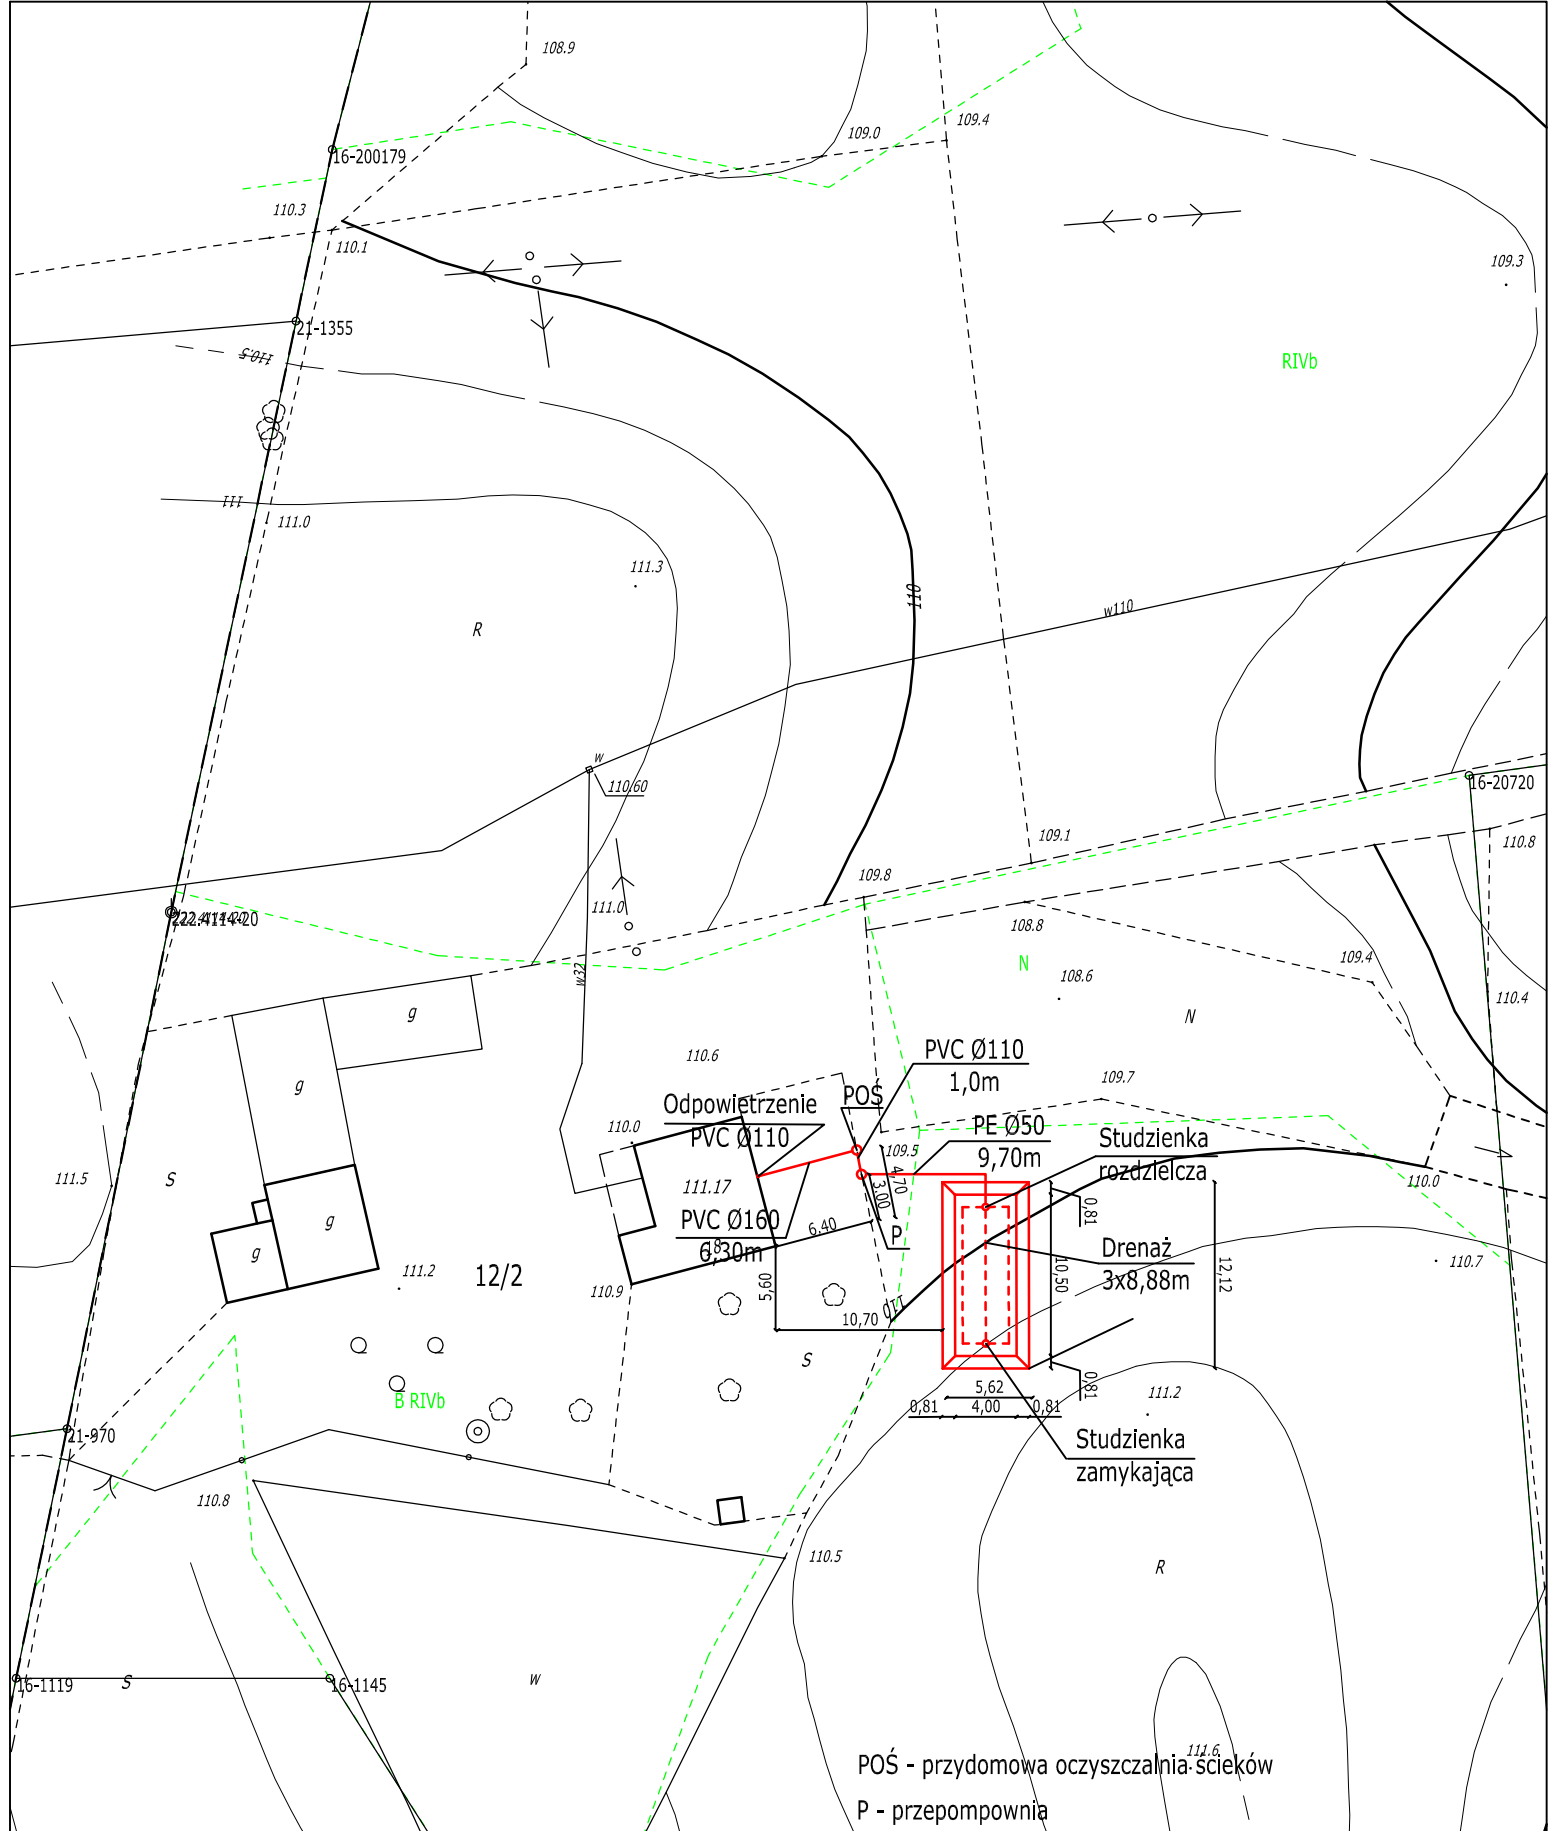 108.9
109.0
109.4
16-200179
110.3
110.1
109.3
21-1355
110.5
RIVb
111
111.0
111.3
110
w110
R
w
110.60
16-20720
109.1
110.8
109.8
111.0
108.8
w32
N
109.4
108.6
110.4
g
N
110.6
PVC Ø110
1,0m
g
109.7
POŚ
Odpowietrzenie
PVC Ø110
110.0
PE Ø50
9,70m
Studzienka
rozdzielcza
109.5
4,70
3.00
111.5
S
111.17
110.0
g
PVC Ø160
6,30m
18
6.40
P
0,81
g
Drenaż
3x8,88m
110.7
111.2
12/2
110.9
5,60
10,50
12,12
110
10,70
S
B RIVb
5,62
0,81
111.2
0,81
4,00
0,81
21-970
Studzienka
zamykająca
110.8
110.5
R
16-1119
S
16-1145
W
111.6
POŚ - przydomowa oczyszczalnia ścieków
P - przepompownia